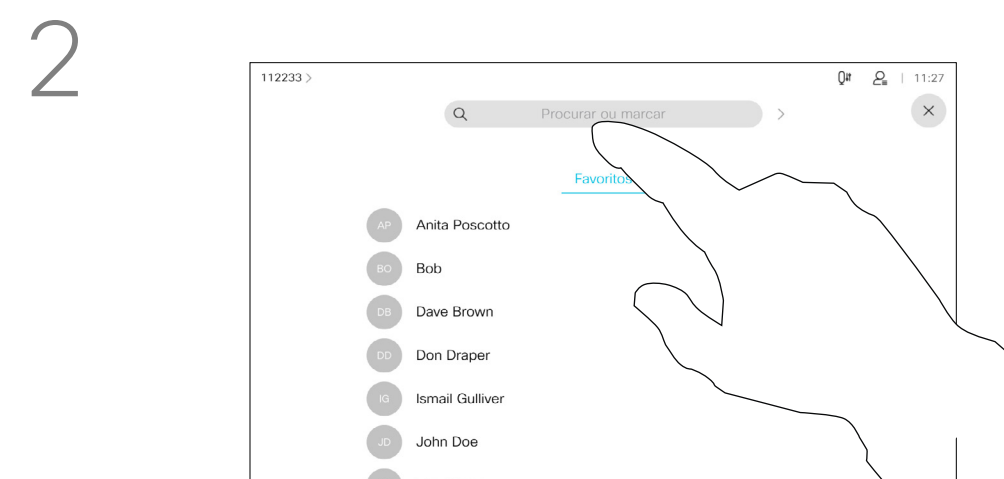 2
112233 >
11:27
Procurar ou marcar
Favoritos
AP Anita Poscotto
BO Bob
DB Dave Brown
DD Don Draper
IG Ismail Gulliver
JD John Doe